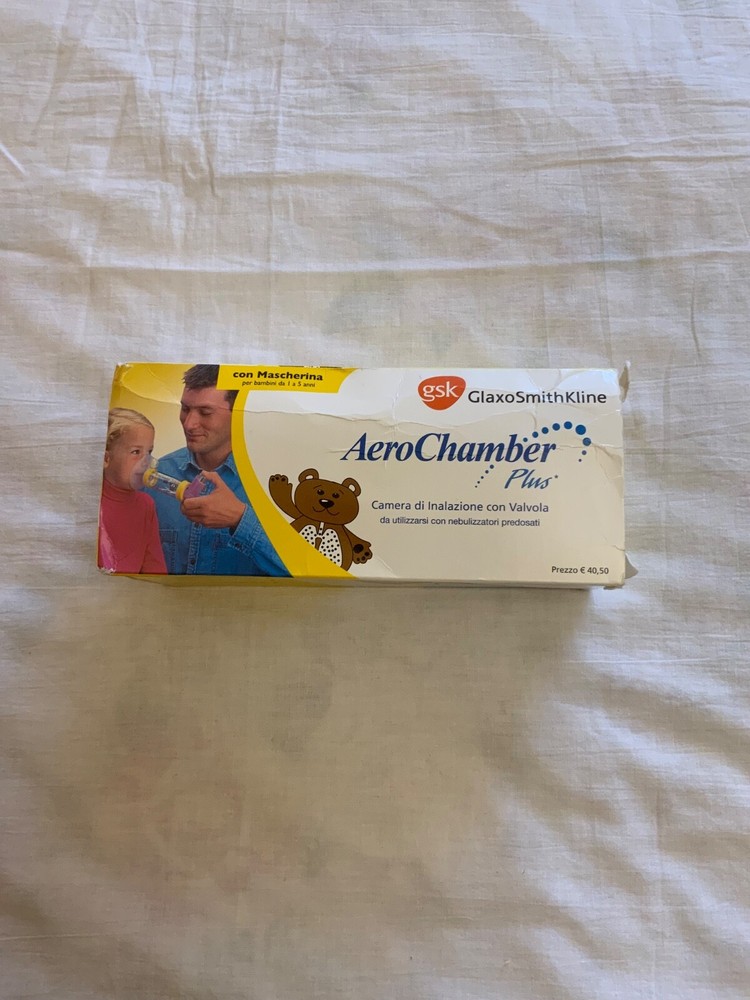 con Mascherina
per bambini da 1 a 5 anni
gsk GlaxoSmithKline
AeroChamber
Plus
Camera di Inalazione con Valvola
da utilizzarsi con nebulizzatori predosati
Prezzo € 40,50